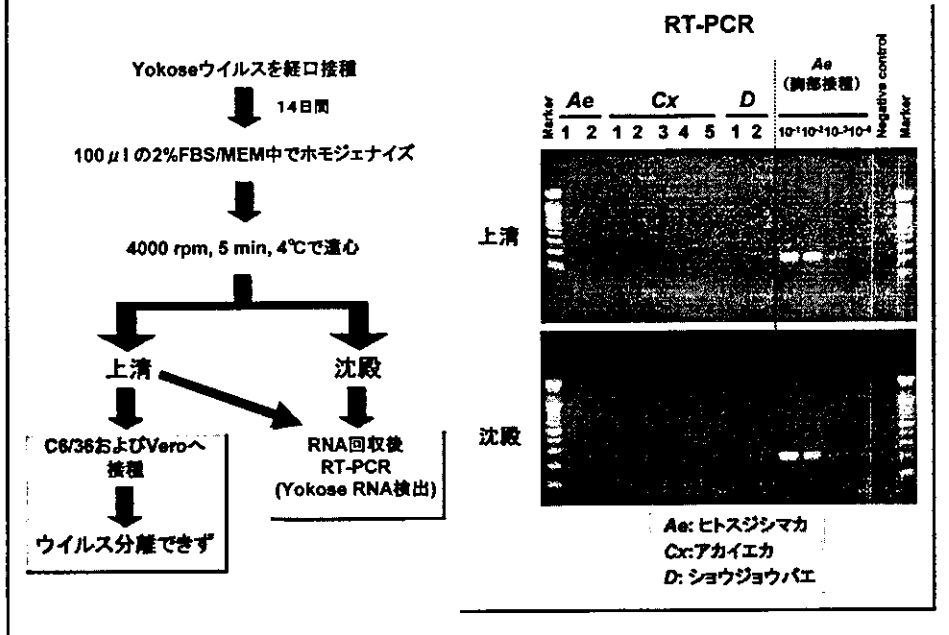 Yokoseウイルスを経口接種
14日間
100μlの2%FBS/MEM中でホモジェナイズ
4000 rpm, 5 min, 4℃で遠心
上清
沈殿
C6/36およびVeroへ
接種
ウイルス分離できず
RNA回収後
RT-PCR
(Yokose RNA検出)
RT-PCR
Marker
Ae
Cx
D
Ae
(胸部接種)
Negative control
Marker
1 2 1 2 3 4 5 1 2 10⁻¹ 10⁻² 10⁻³ 10⁻⁴
上清
沈殿
Ae: ヒトスジシマカ
Cx:アカイエカ
D: ショウジョウバエ